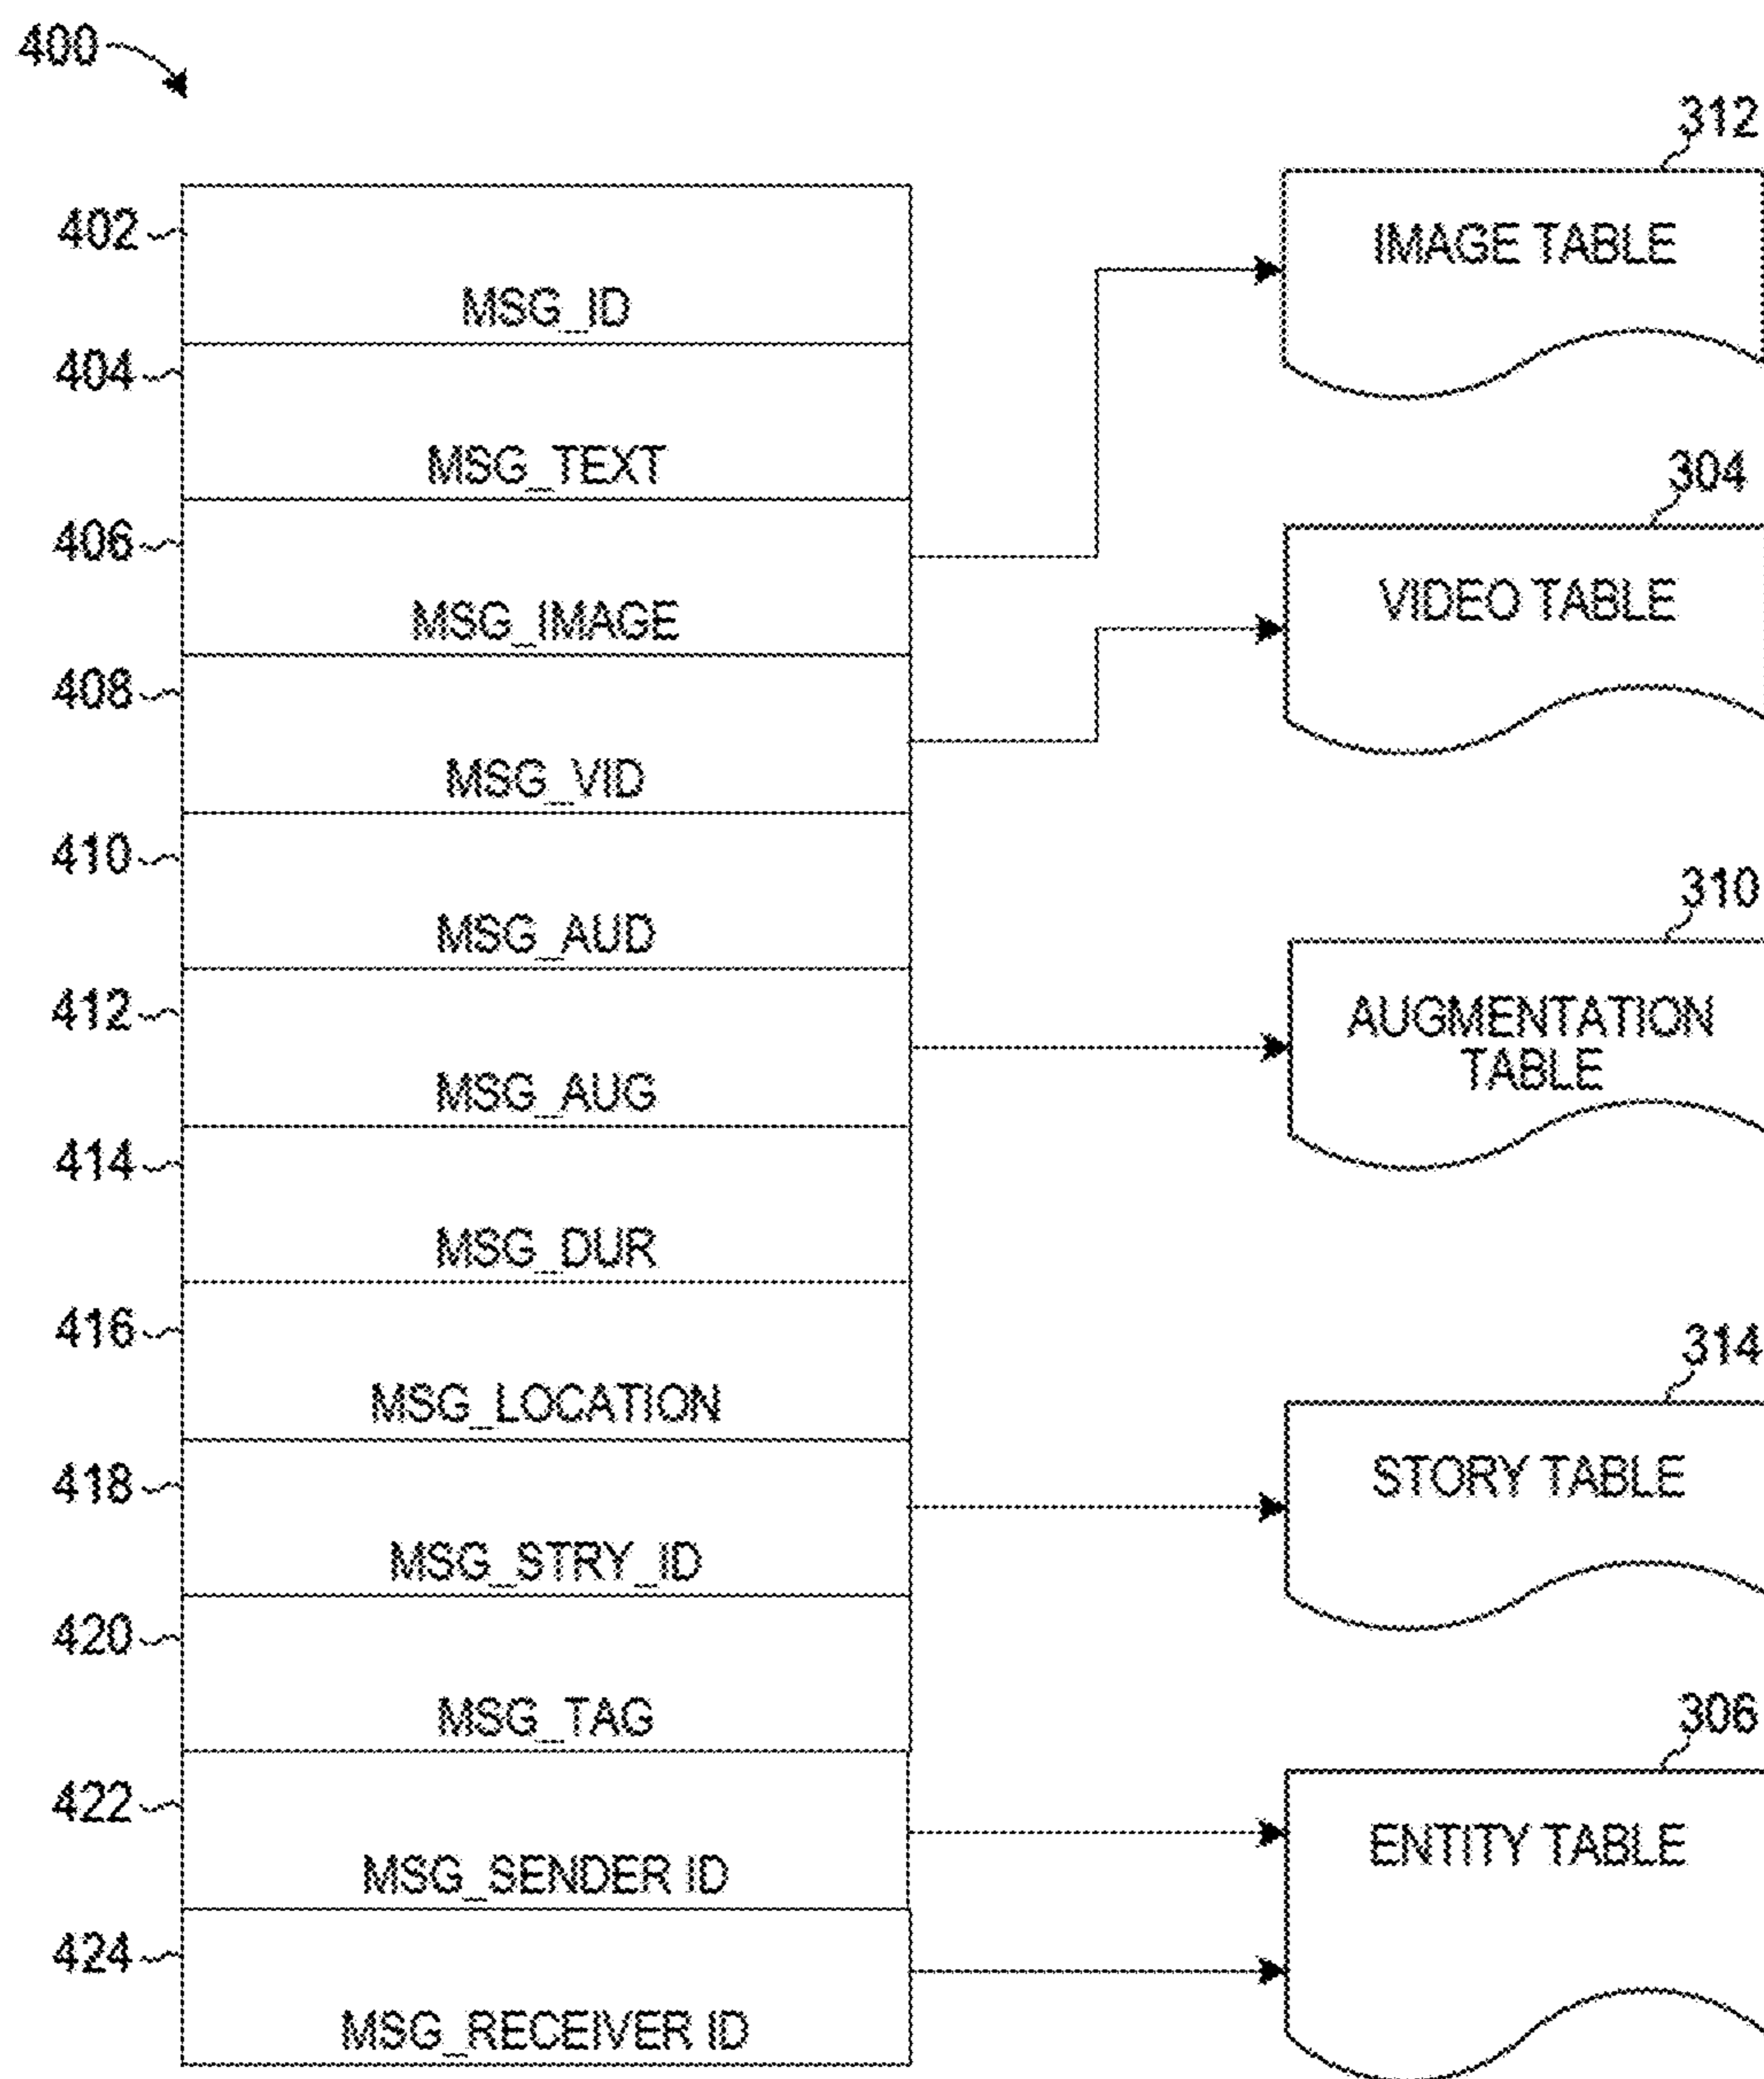 400
312
402
IMAGE TABLE
MSG_ID
404
MSG_TEXT
304
406
VIDEO TABLE
MSG_IMAGE
408
MSG_VID
410
310
MSG_AUD
412
AUGMENTATION
TABLE
MSG_AUG
414
MSG_DUR
416
314
MSG_LOCATION
418
STORY TABLE
MSG_STRY_ID
420
MSG_TAG
306
422
ENTITY TABLE
MSG_SENDER ID
424
MSG_RECEIVER ID